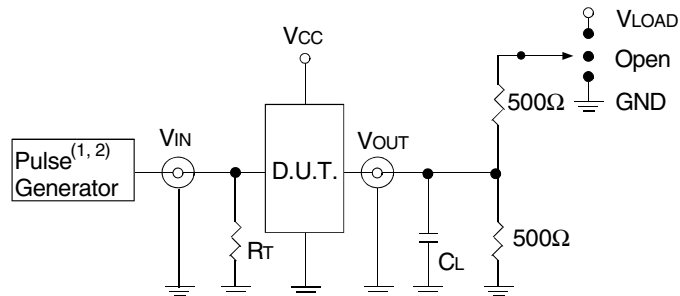 VLOAD
VCC
Open
500Ω
GND
VIN
VOUT
Pulse(1, 2)
Generator
D.U.T.
RT
CL
500Ω